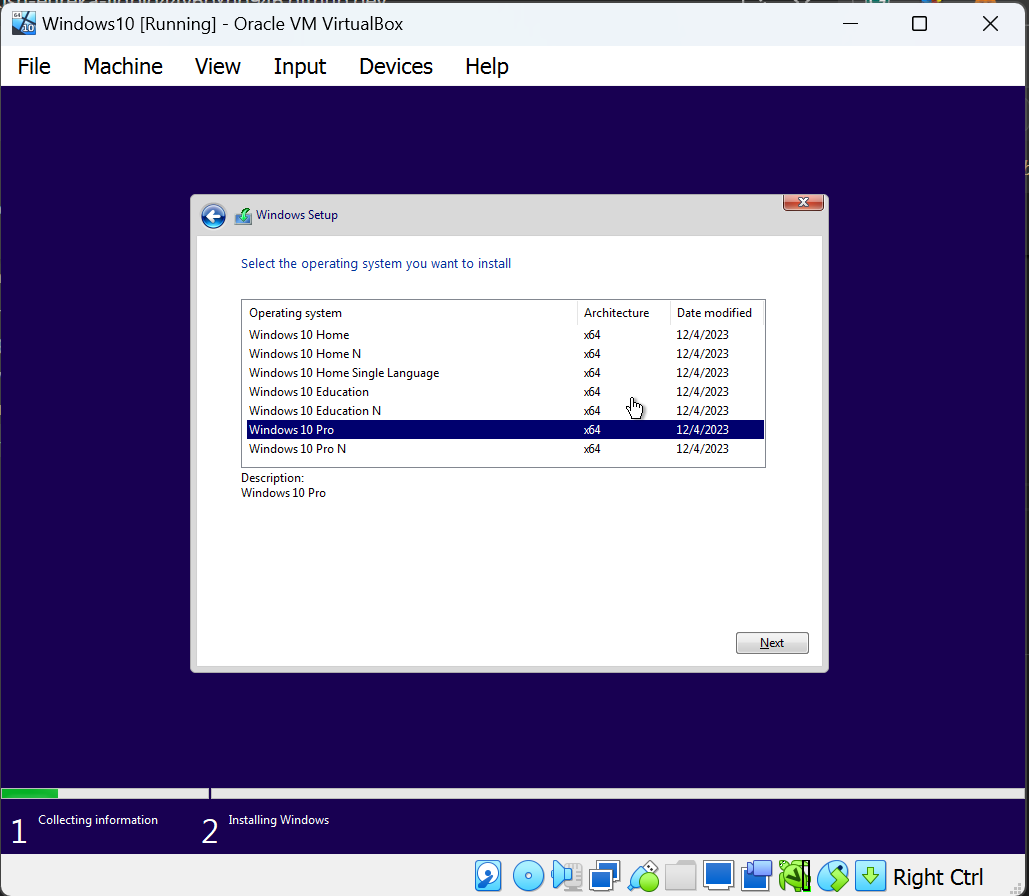 Windows10 [Running] - Oracle VM VirtualBox
File Machine View Input Devices Help
Windows Setup
Select the operating system you want to install
Operating system Architecture Date modified
Windows 10 Home x64 12/4/2023
Windows 10 Home N x64 12/4/2023
Windows 10 Home Single Language x64 12/4/2023
Windows 10 Education x64 12/4/2023
Windows 10 Education N x64 12/4/2023
Windows 10 Pro x64 12/4/2023
Windows 10 Pro N x64 12/4/2023
Description:
Windows 10 Pro
Next
1 Collecting information 2 Installing Windows
Right Ctrl